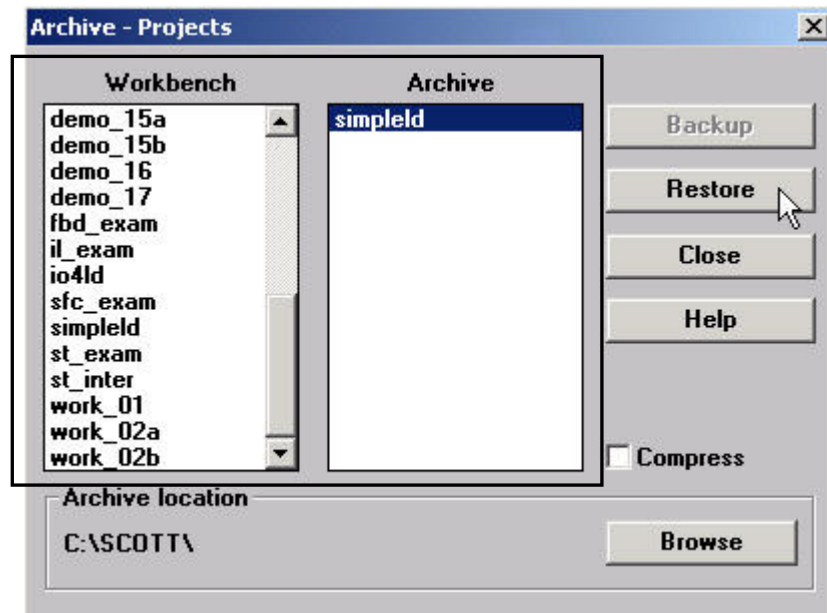 Archive - Projects
Workbench
Archive
demo_15a
demo_15b
demo_16
demo_17
fbd_exam
il_exam
io4ld
sfc_exam
simpleld
st_exam
st_inter
work_01
work_02a
work_02b
simpleld
Backup
Restore
Close
Help
Compress
Archive location
C:\SCOTT\
Browse